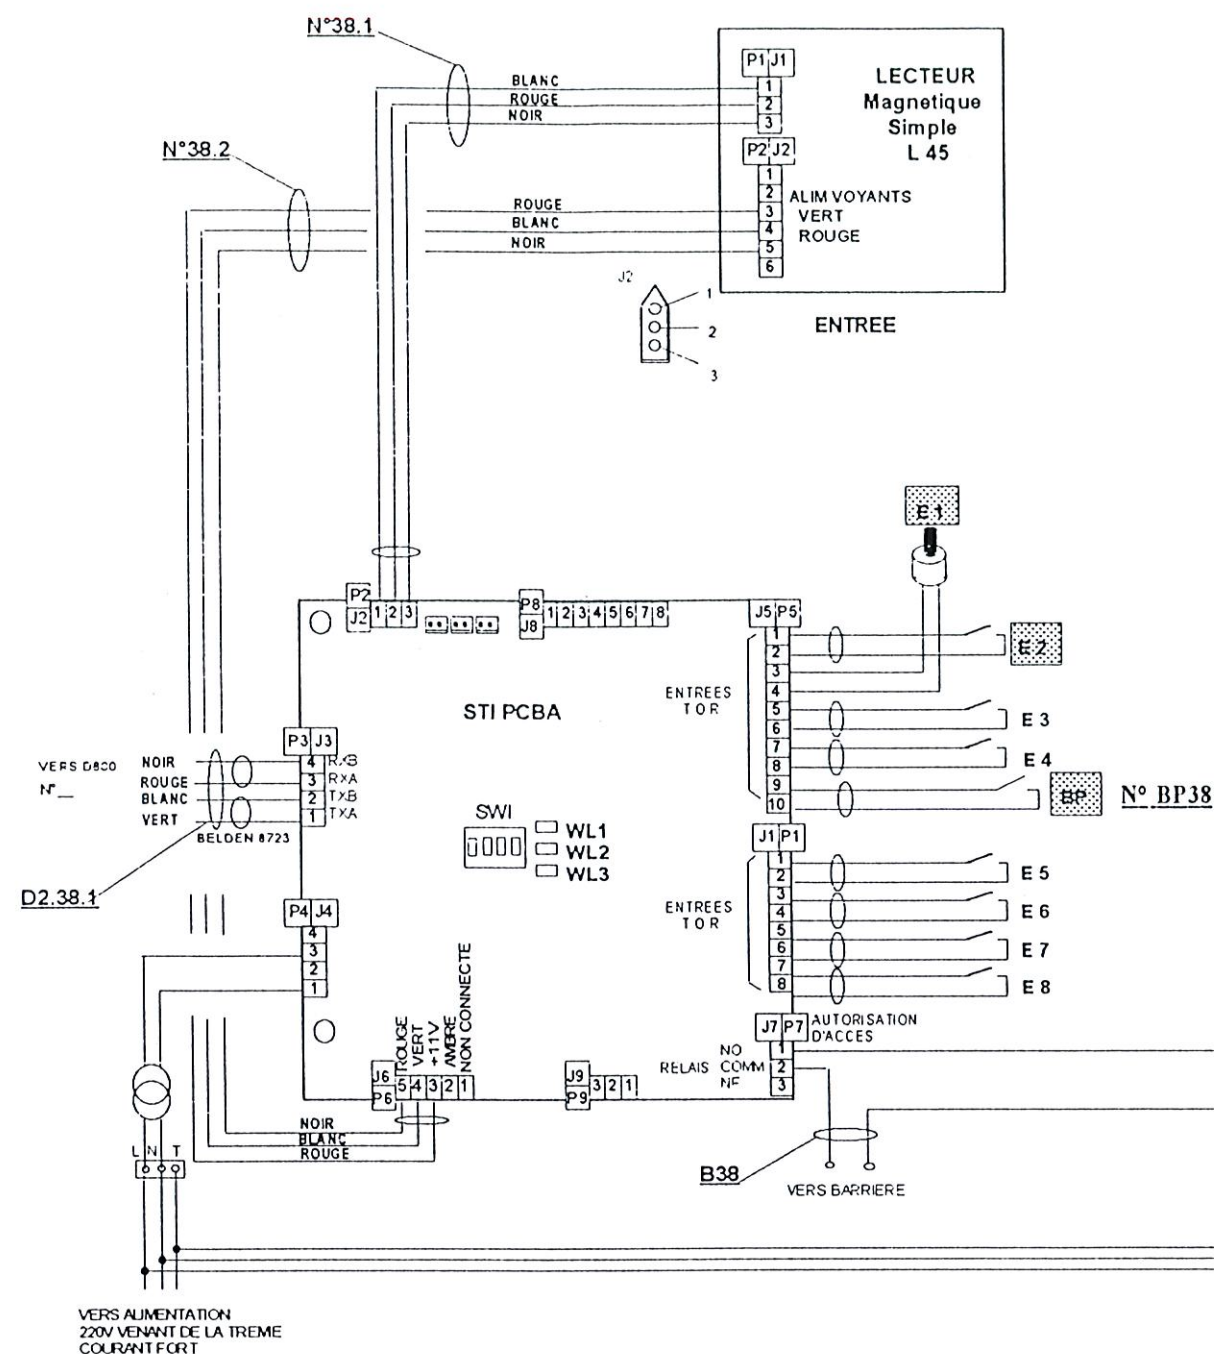 N°38.1
BLANC
ROUGE
NOIR
P1 J1
1
2
3
LECTEUR
Magnetique
Simple
L 45
N°38.2
P2 J2
1
2
3
4
5
6
ALIM VOYANTS
VERT
ROUGE
ROUGE
BLANC
NOIR
J2
1
2
3
ENTREE
E 1
P2
J2
1 2 3
P8
J8
1 2 3 4 5 6 7 8
J5 P5
1
2
3
4
5
6
7
8
9
10
ENTREES
TOR
E 2
E 3
E 4
BP
N° BP38
STI PCBA
P3 J3
4 RXB
3 RXA
2 TXB
1 TXA
VERS D800
N°__
NOIR
ROUGE
BLANC
VERT
BELDEN 8723
D2.38.1
SWI
WL1
WL2
WL3
J1 P1
1
2
3
4
5
6
7
8
ENTREES
TOR
E 5
E 6
E 7
E 8
P4 J4
4
3
2
1
ROUGE
VERT
+11V
AMBRE
NON CONNECTE
J6
P6
5 4 3 2 1
J9
P9
3 2 1
J7 P7
AUTORISATION
D'ACCES
RELAIS
NO 1
COMM 2
NF 3
NOIR
BLANC
ROUGE
L N T
B38
VERS BARRIERE
VERS ALIMENTATION
220V VENANT DE LA TREME
COURANT FORT